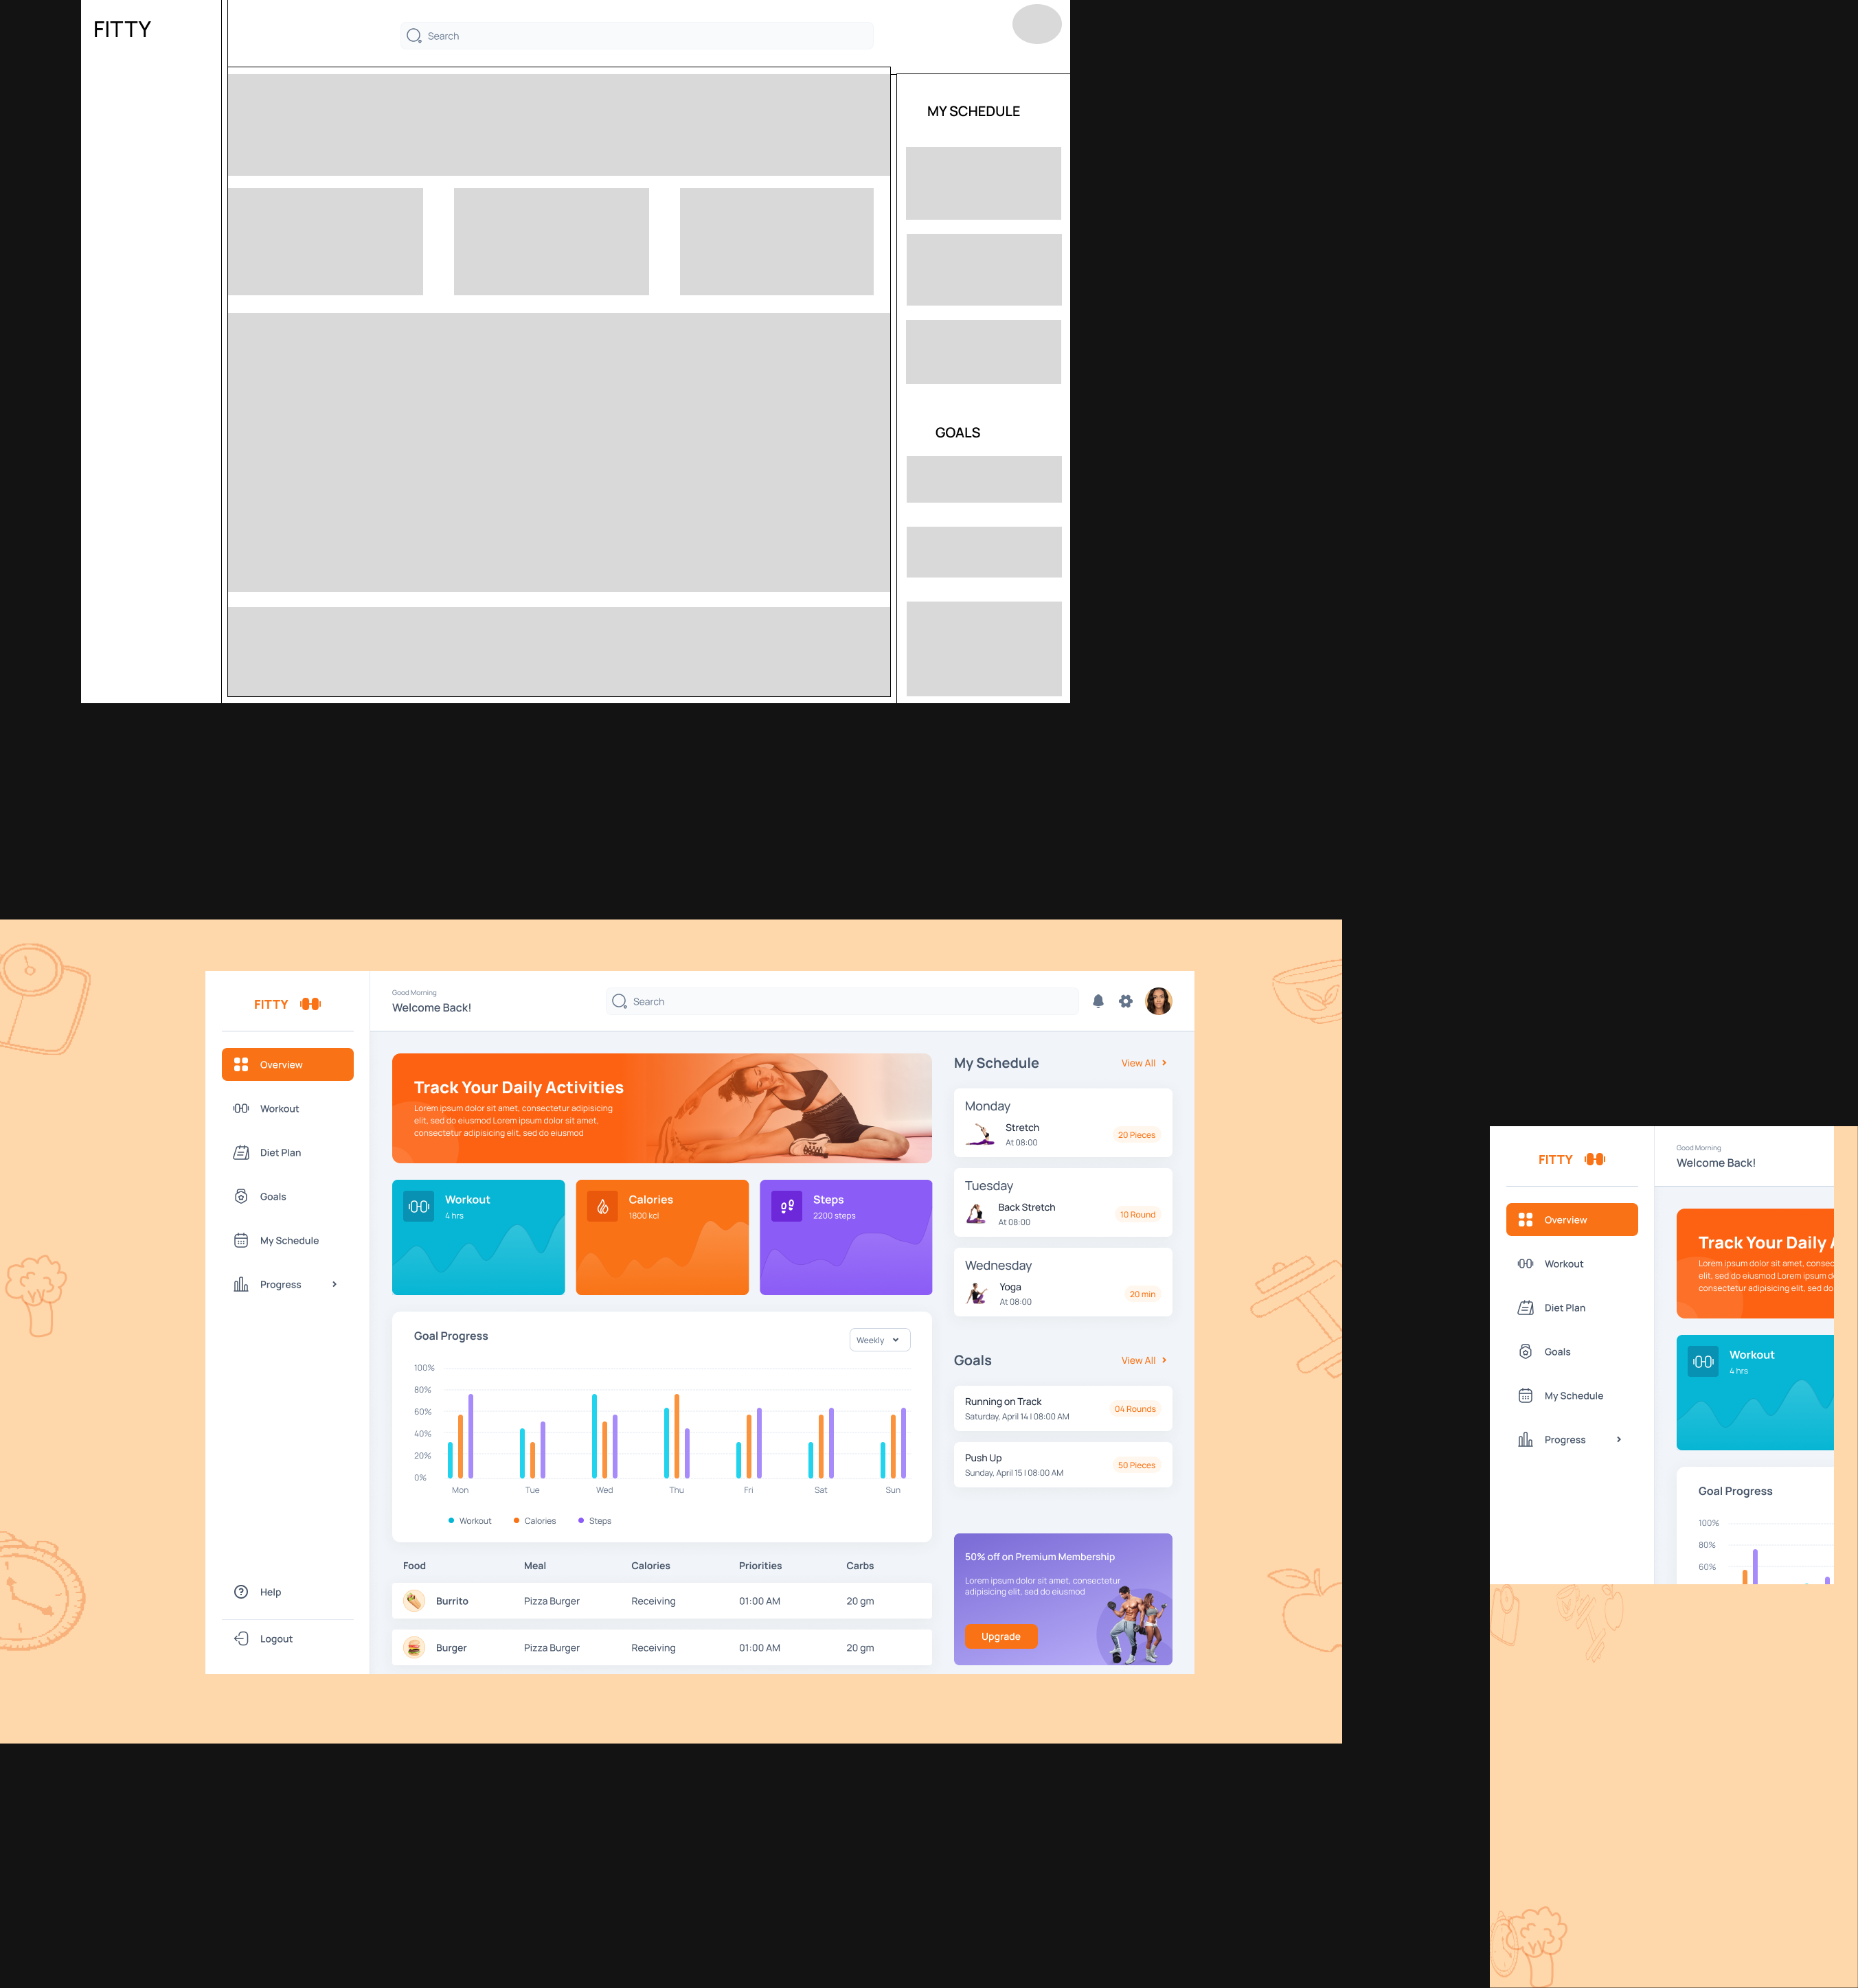 FITTY
Search
MY SCHEDULE
GOALS
FITTY
Good Morning
Welcome Back!
Search
Overview
Workout
Diet Plan
Goals
My Schedule
Progress
Help
Logout
Track Your Daily Activities
Lorem ipsum dolor sit amet, consectetur adipisicing
elit, sed do eiusmod Lorem ipsum dolor sit amet,
consectetur adipisicing elit, sed do eiusmod
Workout
4 hrs
Calories
1800 kcl
Steps
2200 steps
Goal Progress
Weekly
100%
80%
60%
40%
20%
0%
Mon Tue Wed Thu Fri Sat Sun
Workout Calories Steps
Food Meal Calories Priorities Carbs
Burrito Pizza Burger Receiving 01:00 AM 20 gm
Burger Pizza Burger Receiving 01:00 AM 20 gm
My Schedule View All
Monday
Stretch
At 08:00
20 Pieces
Tuesday
Back Stretch
At 08:00
10 Round
Wednesday
Yoga
At 08:00
20 min
Goals View All
Running on Track
Saturday, April 14 | 08:00 AM
04 Rounds
Push Up
Sunday, April 15 | 08:00 AM
50 Pieces
50% off on Premium Membership
Lorem ipsum dolor sit amet, consectetur
adipisicing elit, sed do eiusmod
Upgrade
FITTY
Good Morning
Welcome Back!
Overview
Workout
Diet Plan
Goals
My Schedule
Progress
Track Your Daily
Lorem ipsum dolor sit amet, consec
elit, sed do eiusmod Lorem ipsum d
consectetur adipisicing elit, sed do
Workout
4 hrs
Goal Progress
100%
80%
60%